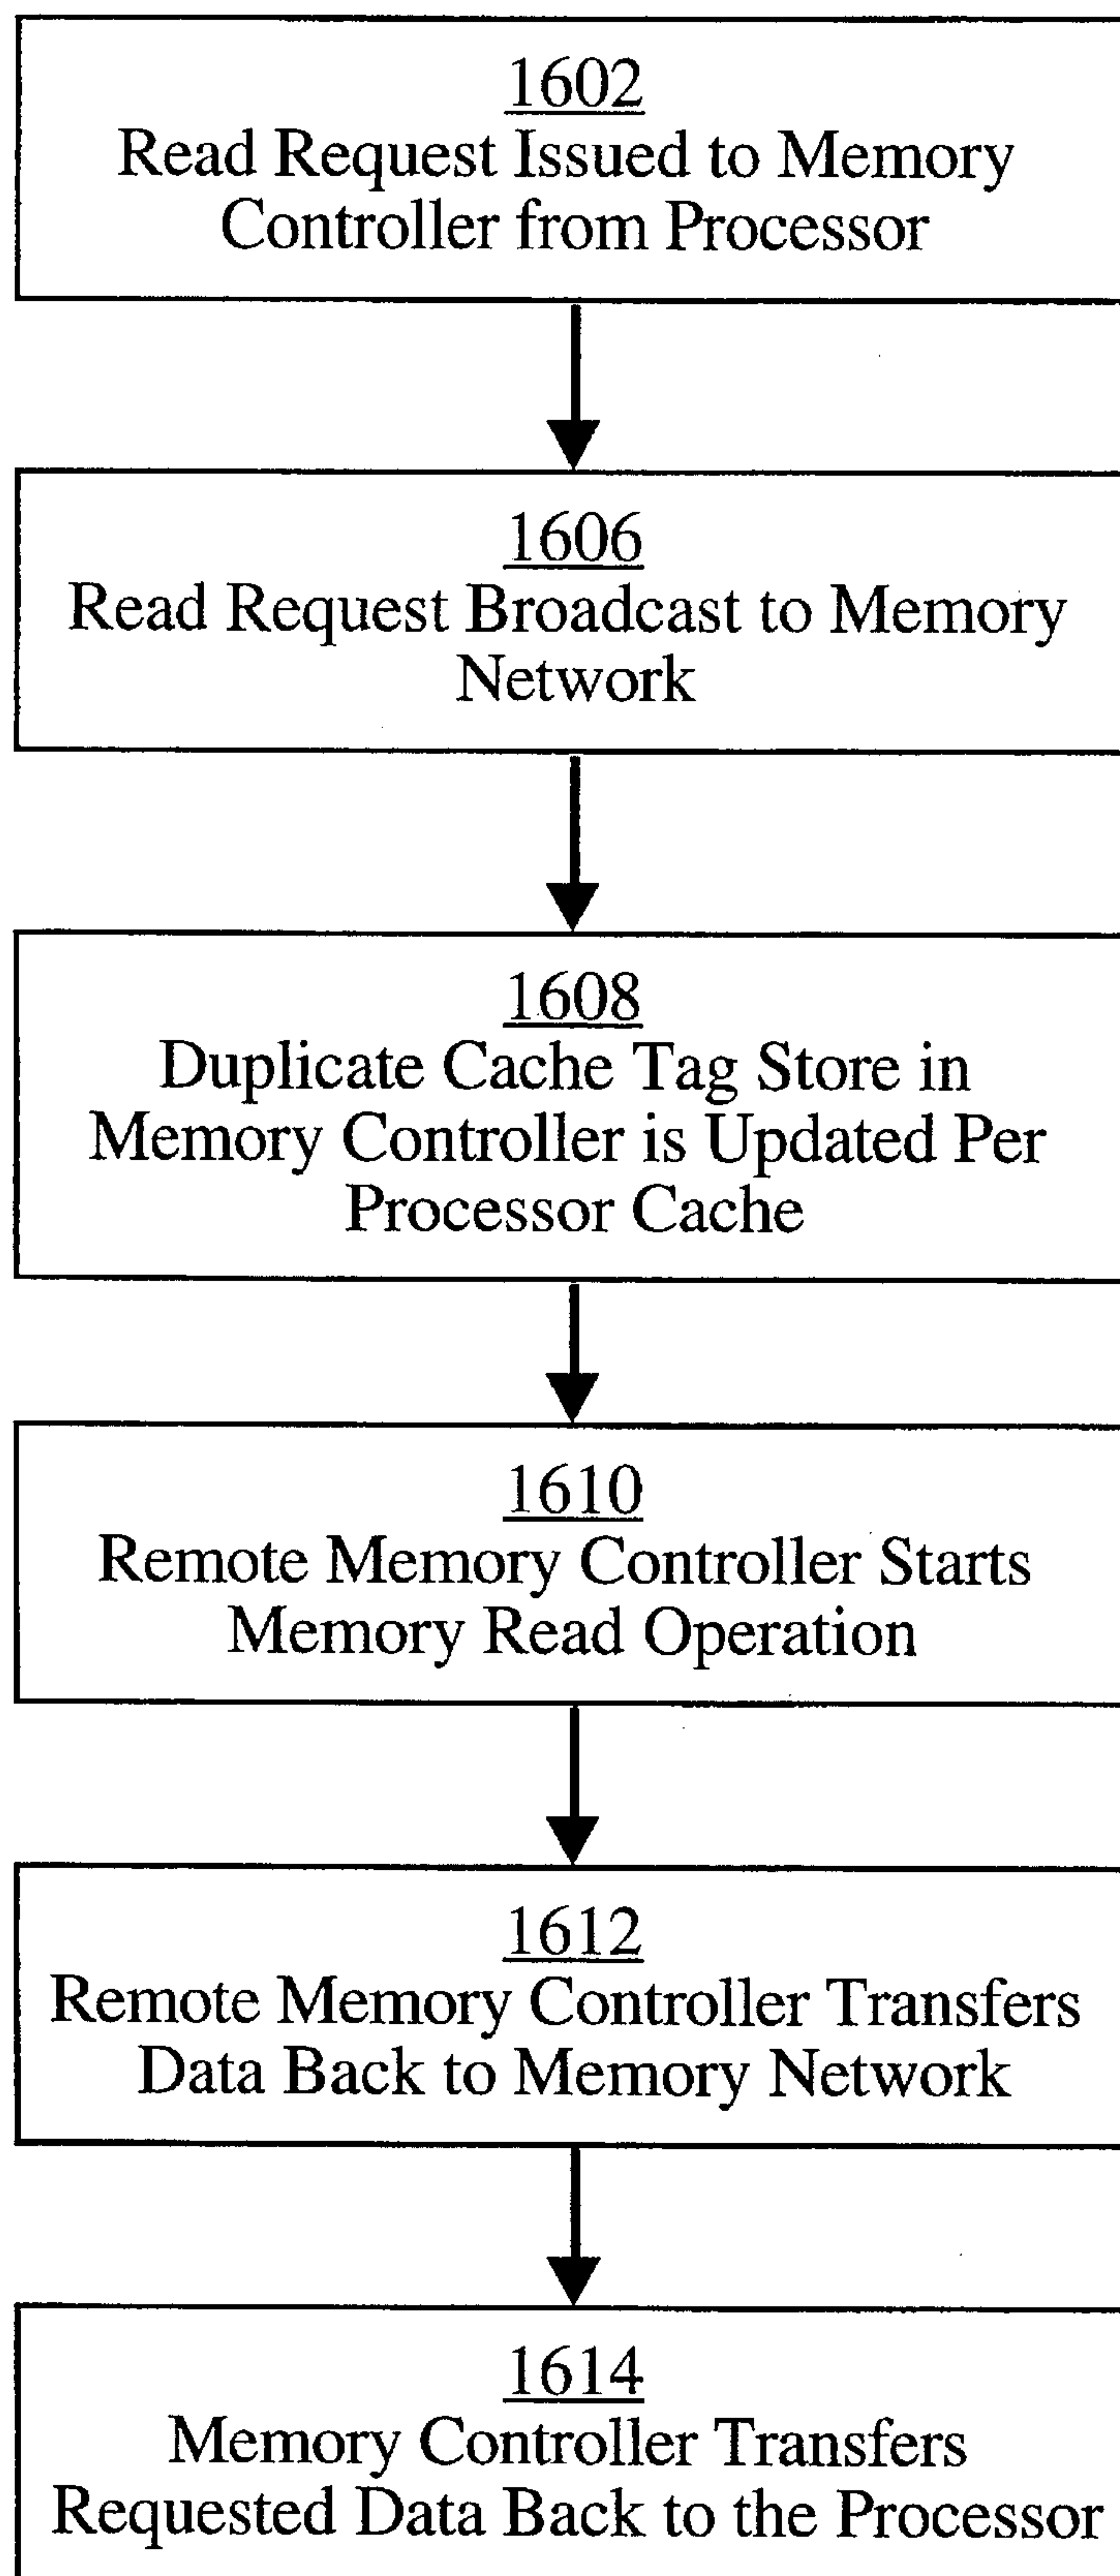 1602
Read Request Issued to Memory
Controller from Processor
1606
Read Request Broadcast to Memory
Network
1608
Duplicate Cache Tag Store in
Memory Controller is Updated Per
Processor Cache
1610
Remote Memory Controller Starts
Memory Read Operation
1612
Remote Memory Controller Transfers
Data Back to Memory Network
1614
Memory Controller Transfers
Requested Data Back to the Processor